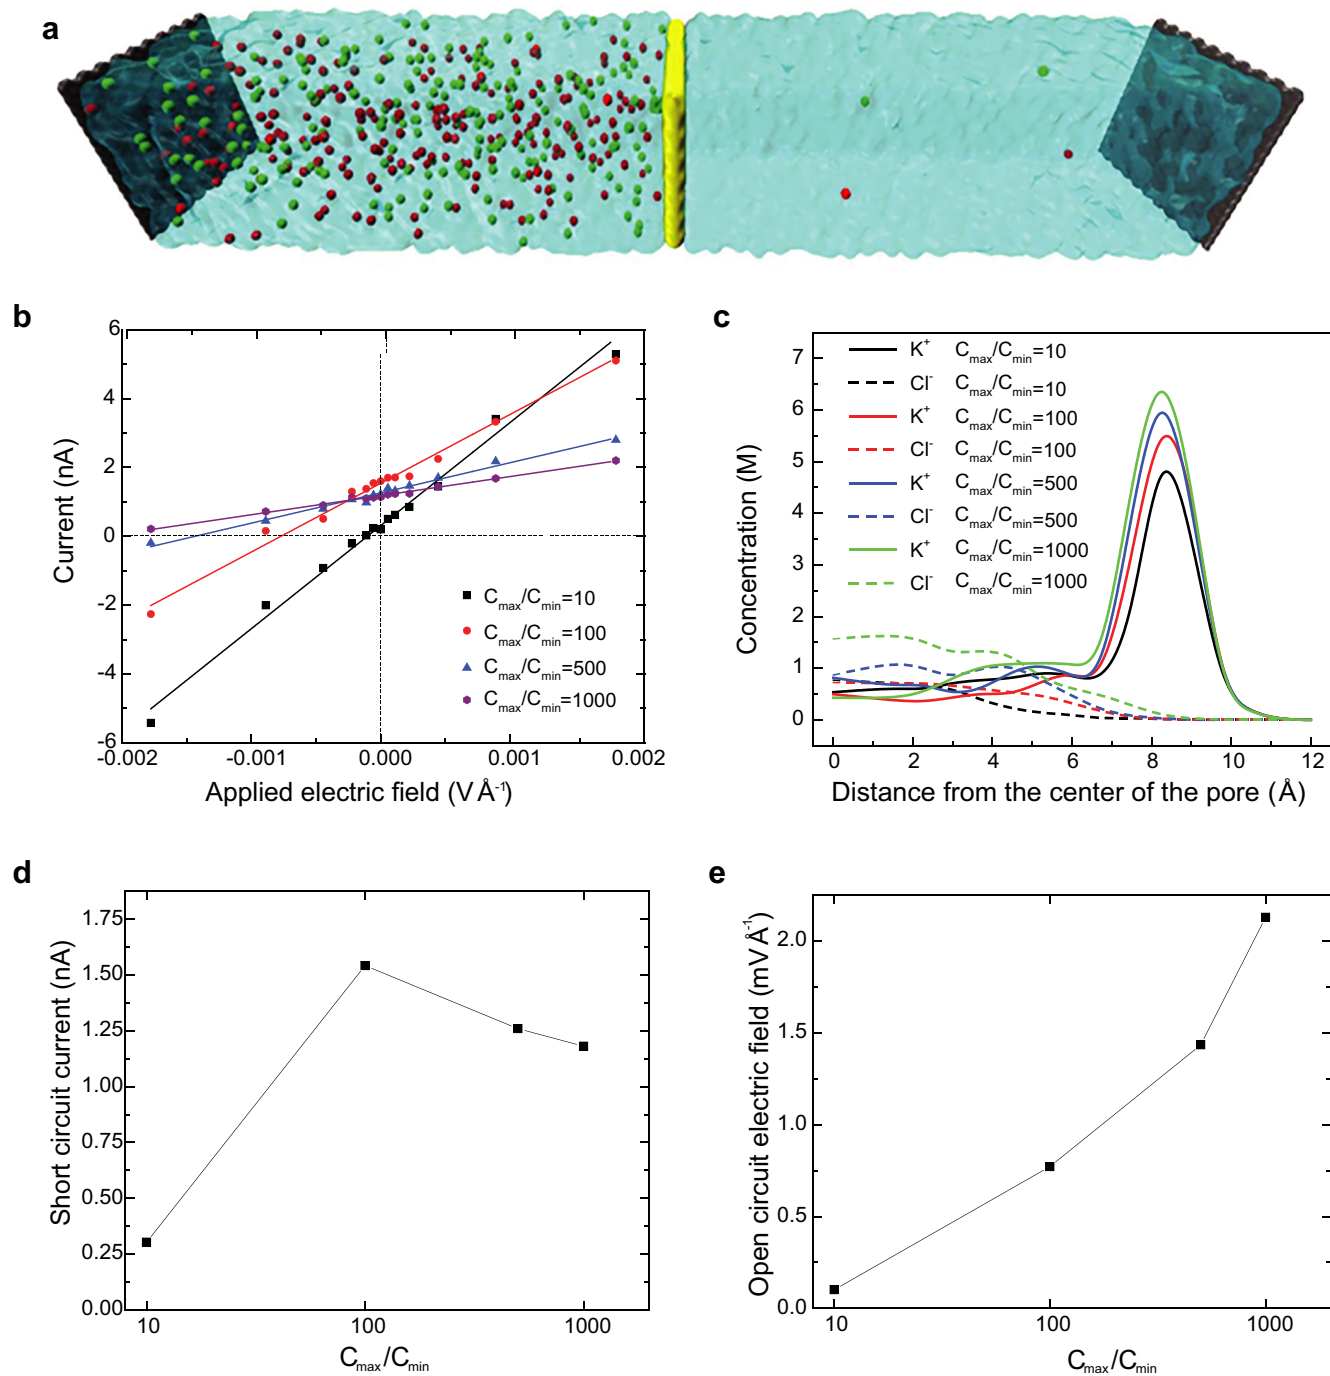 a
b
6
4
2
0
-2
-4
-6
Current (nA)
-0.002
-0.001
0.000
0.001
0.002
Applied electric field (V Å⁻¹)
Cmax/Cmin=10
Cmax/Cmin=100
Cmax/Cmin=500
Cmax/Cmin=1000
c
7
6
5
4
3
2
1
0
Concentration (M)
K⁺ Cmax/Cmin=10
Cl⁻ Cmax/Cmin=10
K⁺ Cmax/Cmin=100
Cl⁻ Cmax/Cmin=100
K⁺ Cmax/Cmin=500
Cl⁻ Cmax/Cmin=500
K⁺ Cmax/Cmin=1000
Cl⁻ Cmax/Cmin=1000
0 2 4 6 8 10 12
Distance from the center of the pore (Å)
d
1.75
1.50
1.25
1.00
0.75
0.50
0.25
0.00
Short circuit current (nA)
10 100 1000
Cmax/Cmin
e
2.0
1.5
1.0
0.5
0.0
Open circuit electric field (mV Å⁻¹)
10 100 1000
Cmax/Cmin